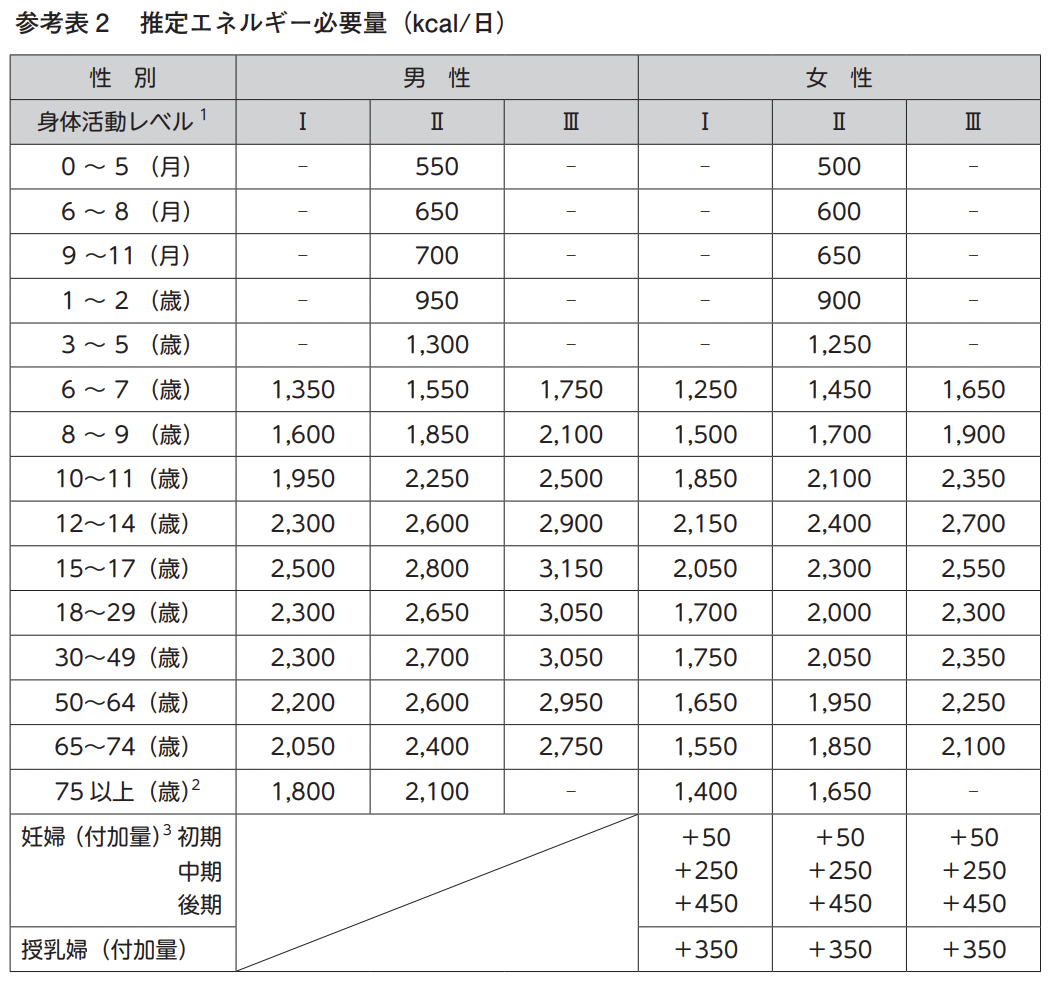 参考表2 推定エネルギー必要量（kcal/日）
性 別 男 性 女 性
身体活動レベル1 Ⅰ Ⅱ Ⅲ Ⅰ Ⅱ Ⅲ
0 ～ 5 （月） － 550 － － 500 －
6 ～ 8 （月） － 650 － － 600 －
9 ～11（月） － 700 － － 650 －
1 ～ 2 （歳） － 950 － － 900 －
3 ～ 5 （歳） － 1,300 － － 1,250 －
6 ～ 7 （歳） 1,350 1,550 1,750 1,250 1,450 1,650
8 ～ 9 （歳） 1,600 1,850 2,100 1,500 1,700 1,900
10～11（歳） 1,950 2,250 2,500 1,850 2,100 2,350
12～14（歳） 2,300 2,600 2,900 2,150 2,400 2,700
15～17（歳） 2,500 2,800 3,150 2,050 2,300 2,550
18～29（歳） 2,300 2,650 3,050 1,700 2,000 2,300
30～49（歳） 2,300 2,700 3,050 1,750 2,050 2,350
50～64（歳） 2,200 2,600 2,950 1,650 1,950 2,250
65～74（歳） 2,050 2,400 2,750 1,550 1,850 2,100
75以上（歳）2 1,800 2,100 － 1,400 1,650 －
妊婦（付加量）3 初期 ＋50 ＋50 ＋50
中期 ＋250 ＋250 ＋250
後期 ＋450 ＋450 ＋450
授乳婦（付加量） ＋350 ＋350 ＋350